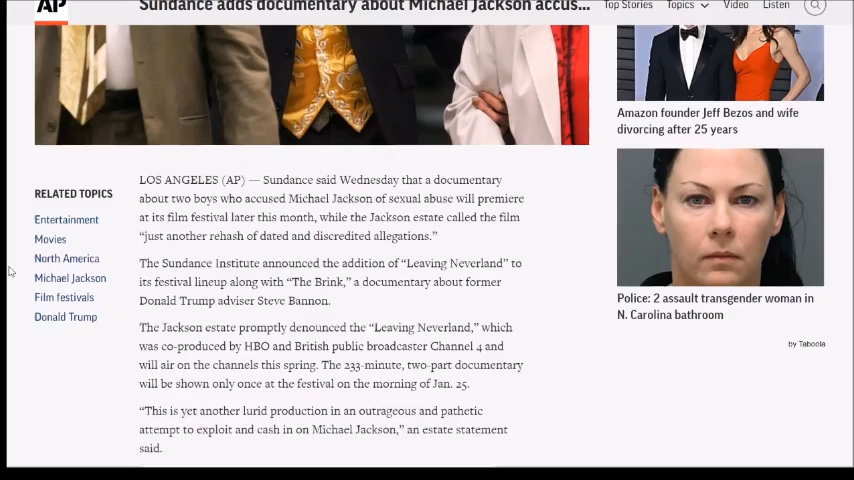 AP
Sundance adds documentary about Michael Jackson accus...
Top Stories
Topics
Video
Listen
RELATED TOPICS
Entertainment
Movies
North America
Michael Jackson
Film festivals
Donald Trump
LOS ANGELES (AP) — Sundance said Wednesday that a documentary
about two boys who accused Michael Jackson of sexual abuse will premiere
at its film festival later this month, while the Jackson estate called the film
“just another rehash of dated and discredited allegations.”
The Sundance Institute announced the addition of “Leaving Neverland” to
its festival lineup along with “The Brink,” a documentary about former
Donald Trump adviser Steve Bannon.
The Jackson estate promptly denounced the “Leaving Neverland,” which
was co-produced by HBO and British public broadcaster Channel 4 and
will air on the channels this spring. The 233-minute, two-part documentary
will be shown only once at the festival on the morning of Jan. 25.
“This is yet another lurid production in an outrageous and pathetic
attempt to exploit and cash in on Michael Jackson,” an estate statement
said.
Amazon founder Jeff Bezos and wife
divorcing after 25 years
Police: 2 assault transgender woman in
N. Carolina bathroom
by Taboola